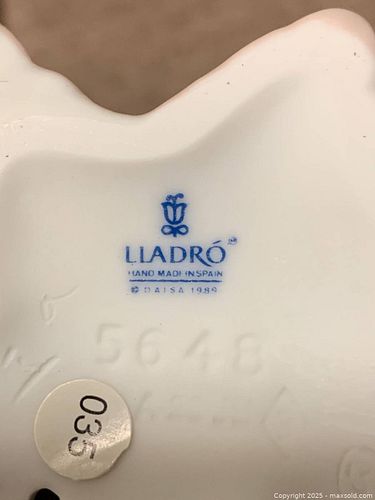 LLADRÓ
HAND MADE IN SPAIN
© DAISA 1989
5648
035
Copyright 2025 - maxsold.com